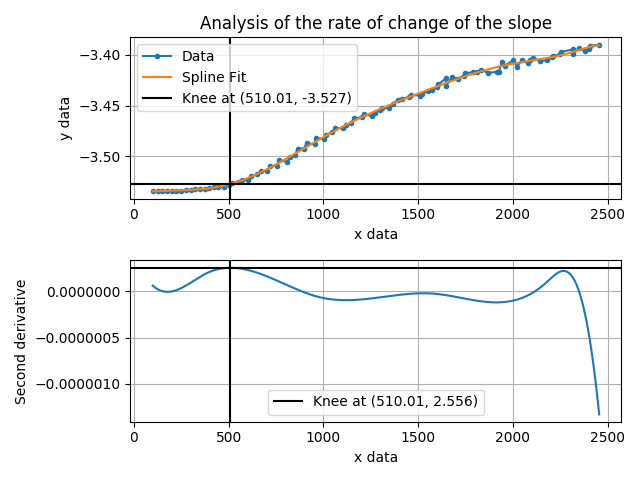 Analysis of the rate of change of the slope
Data
Spline Fit
Knee at (510.01, -3.527)
y data
−3.40
−3.45
−3.50
0 500 1000 1500 2000 2500
x data
Second derivative
0.0000000
−0.0000005
−0.0000010
Knee at (510.01, 2.556)
0 500 1000 1500 2000 2500
x data